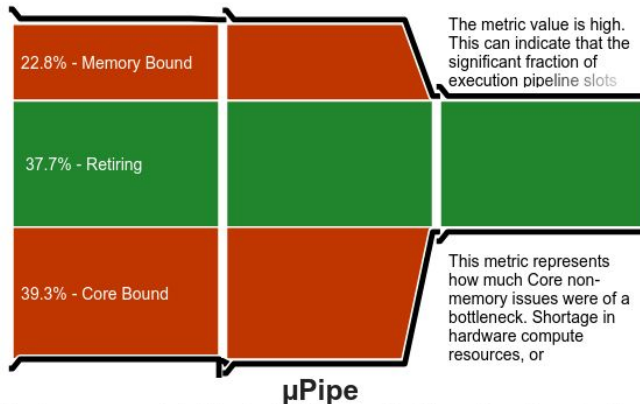 22.8% - Memory Bound
37.7% - Retiring
39.3% - Core Bound
The metric value is high.
This can indicate that the
significant fraction of
execution pipeline slots
This metric represents
how much Core non-
memory issues were of a
bottleneck. Shortage in
hardware compute
resources, or
µPipe